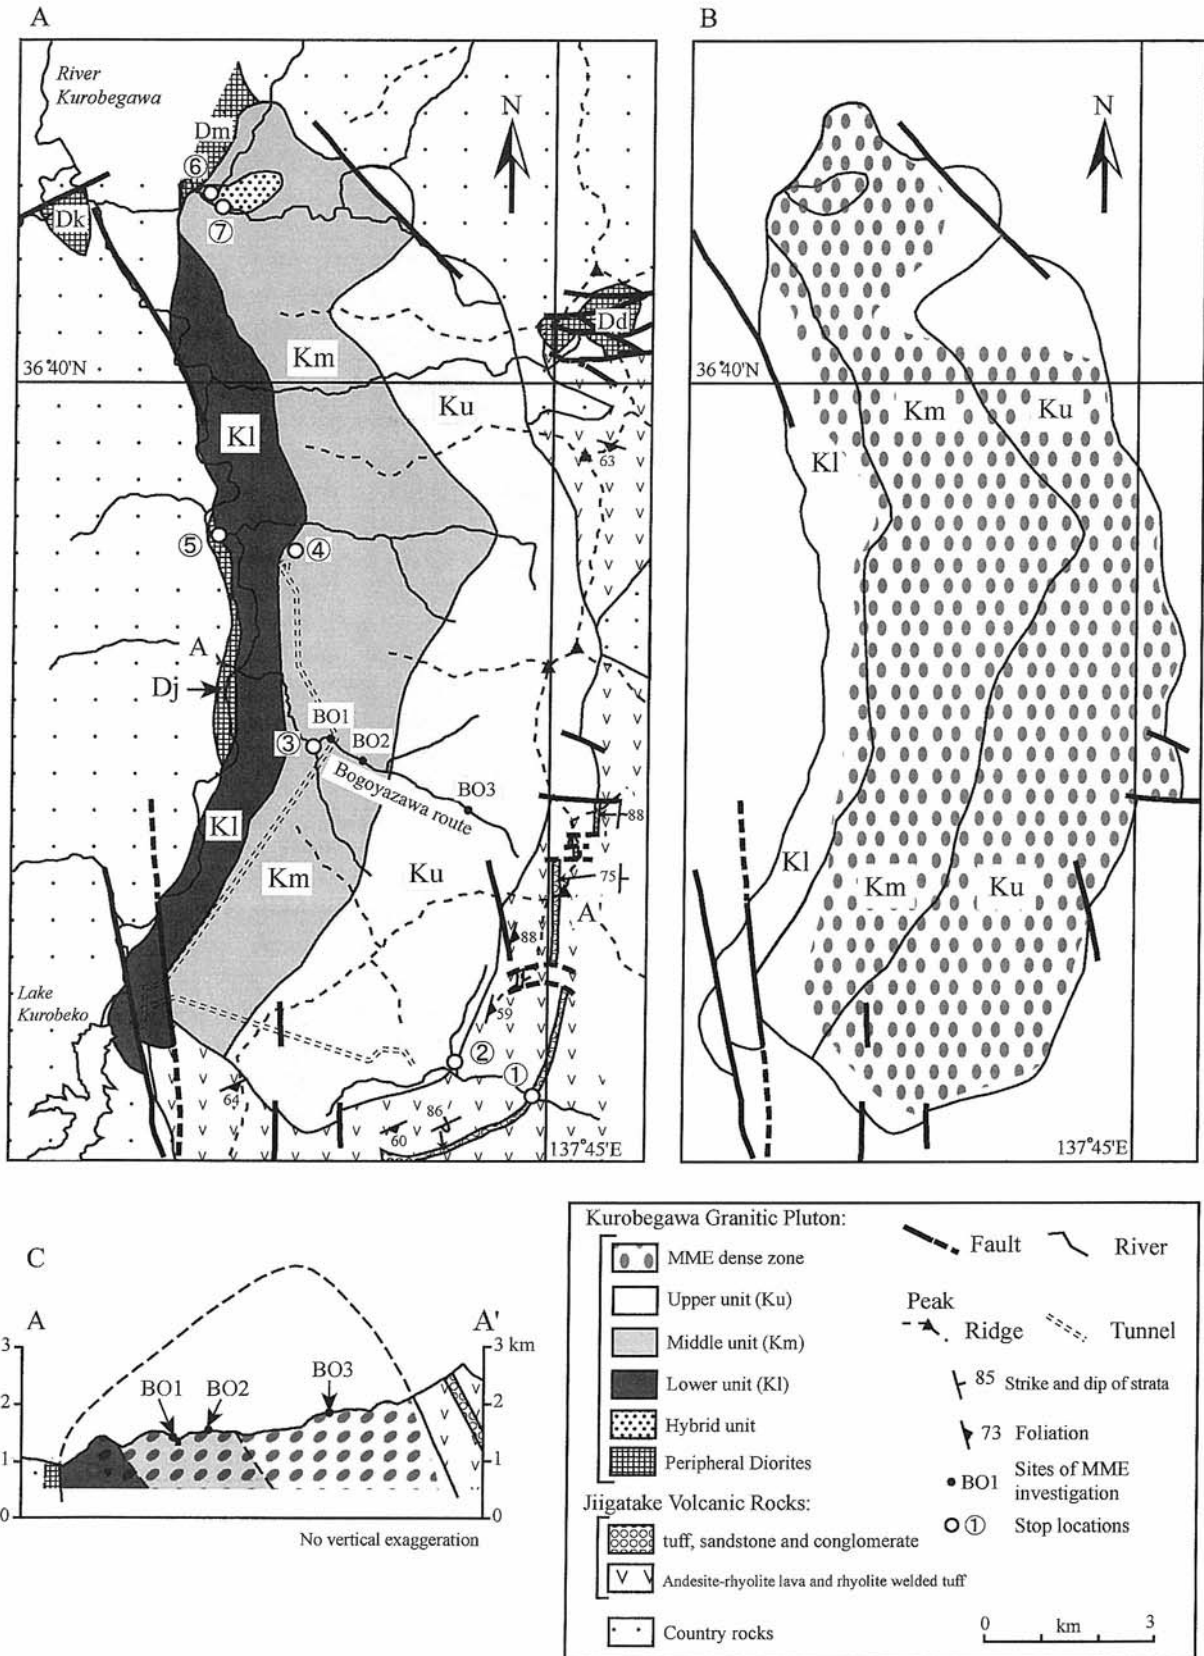 A
River
Kurobegawa
N
Dm
⑥
Dk
⑦
Dd
36°40'N
Km
Ku
Kl
63
⑤
④
A
Dj
③
BO1
BO2
BO3
Bogoyazawa route
Kl
88
Km
Ku
75
A'
88
Lake
Kurobeko
59
②
①
64
86
60
137°45'E
B
N
36°40'N
Km
Ku
Kl
Kl
Km
Ku
137°45'E
C
A
A'
3
3 km
BO1
BO2
BO3
2
2
1
1
0
0
No vertical exaggeration
Kurobegawa Granitic Pluton:
MME dense zone
Upper unit (Ku)
Middle unit (Km)
Lower unit (Kl)
Hybrid unit
Peripheral Diorites
Jiigatake Volcanic Rocks:
tuff, sandstone and conglomerate
Andesite-rhyolite lava and rhyolite welded tuff
Country rocks
Fault
River
Peak
Ridge
Tunnel
85 Strike and dip of strata
73 Foliation
BO1 Sites of MME
investigation
① Stop locations
0 km 3